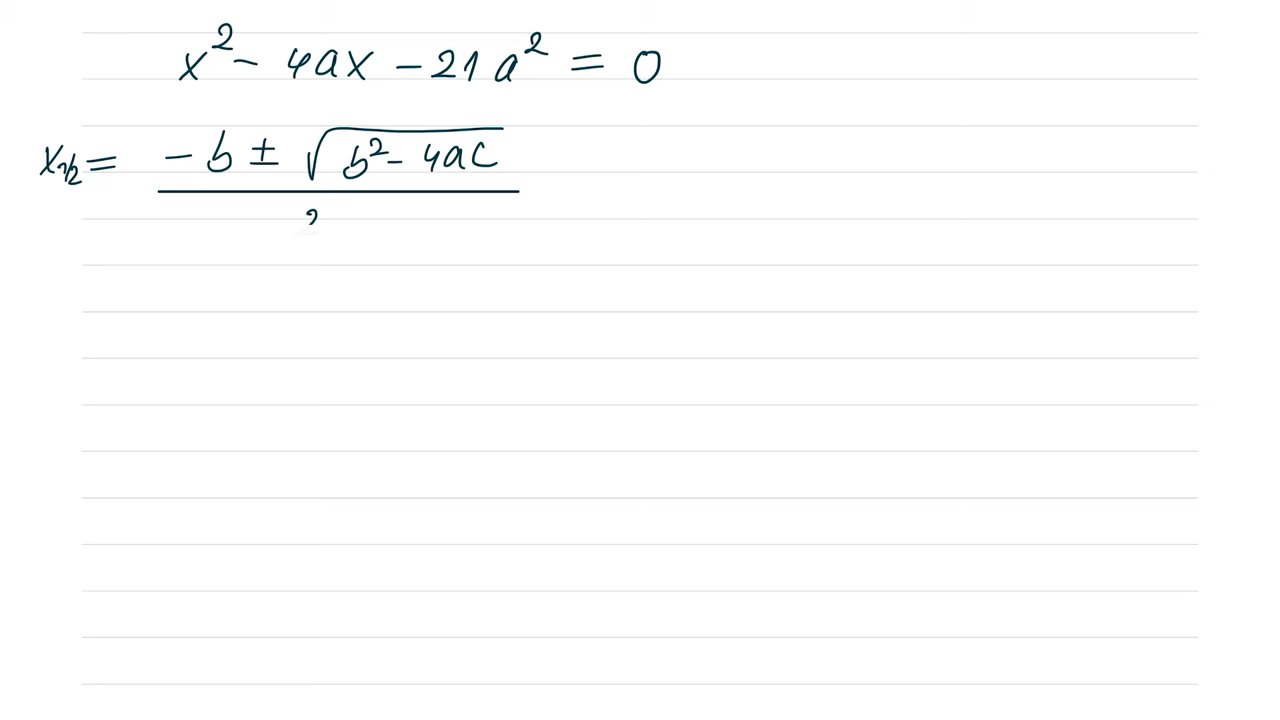 x² - 4ax - 21a² = 0
x₁/₂ = -b ± √(b² - 4ac)
2